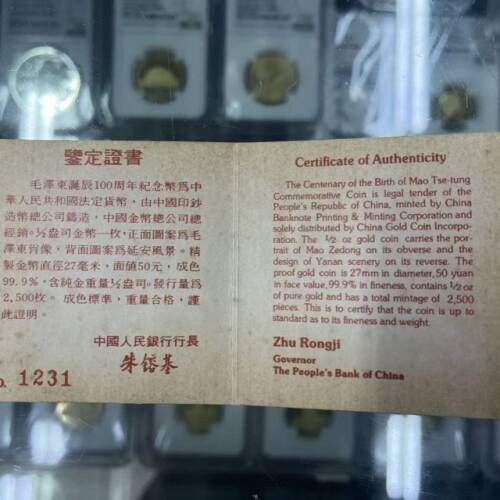 鑒定證書
毛澤東誕辰100周年紀念幣爲中
華人民共和國法定貨幣，由中國印鈔
造幣總公司鑄造，中國金幣總公司總
經銷。½盎司金幣一枚，正面圖案爲毛
澤東肖像，背面圖案爲延安風景。精
製金幣直徑27毫米，面値50元，成色
99.9%，含純金重量½盎司。發行量爲
2,500枚。成色標準，重量合格，謹
此證明。
中國人民銀行行長
朱鎔基
1231
Certificate of Authenticity
The Centenary of the Birth of Mao Tse-tung
Commemorative Coin is legal tender of the
People's Republic of China, minted by China
Banknote Printing & Minting Corporation and
solely distributed by China Gold Coin Incorpo-
ration. The ½ oz gold coin carries the por-
trait of Mao Zedong on its obverse and the
design of Yanan scenery on its reverse. The
proof gold coin is 27mm in diameter, 50 yuan
in face value, 99.9% in fineness, contains ½ oz
of pure gold and has a total mintage of 2,500
pieces. This is to certify that the coin is up to
standard as to its fineness and weight.
Zhu Rongji
Governor
The People's Bank of China